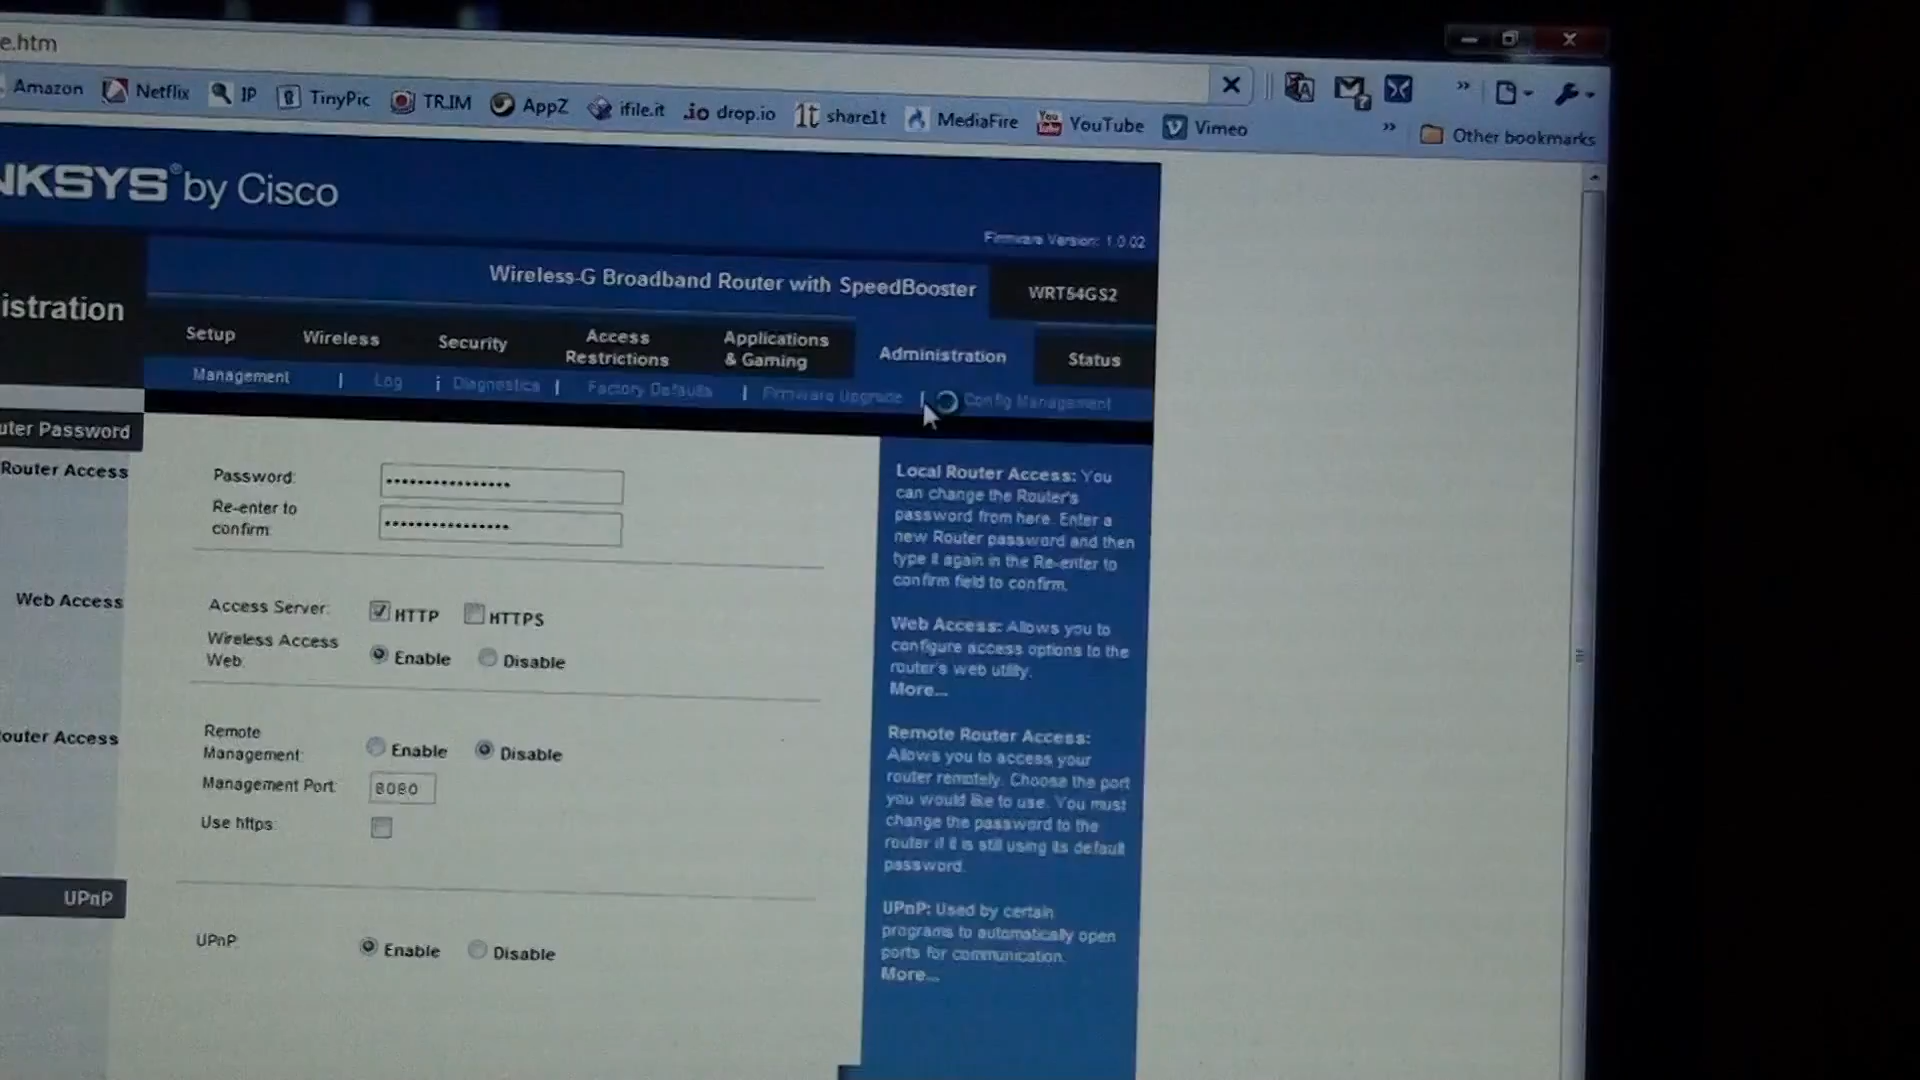 e.htm
Amazon Netflix IP TinyPic TR.IM AppZ ifile.it .io drop.io 1t share1t MediaFire You Tube YouTube Vimeo » »
Other bookmarks
NKSYS® by Cisco
Firmware Version: 1.0.02
Wireless-G Broadband Router with SpeedBooster WRT54GS2
istration
Setup Wireless Security Access Restrictions Applications & Gaming Administration Status
Management | Log | Diagnostics | Factory Defaults | Firmware Upgrade | Config Management
uter Password
Router Access
Password:
Re-enter to
confirm:
Web Access
Access Server: HTTP HTTPS
Wireless Access
Web: Enable Disable
outer Access
Remote
Management: Enable Disable
Management Port: 8080
Use https:
UPnP
UPnP: Enable Disable
Local Router Access: You
can change the Router's
password from here. Enter a
new Router password and then
type it again in the Re-enter to
confirm field to confirm.
Web Access: Allows you to
configure access options to the
router's web utility.
More...
Remote Router Access:
Allows you to access your
router remotely. Choose the port
you would like to use. You must
change the password to the
router if it is still using its default
password.
UPnP: Used by certain
programs to automatically open
ports for communication.
More...